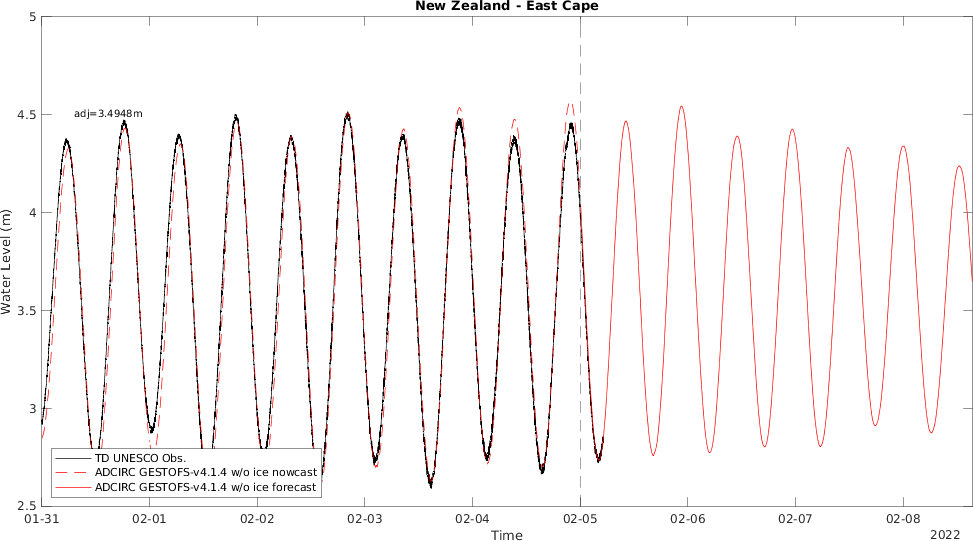 New Zealand - East Cape
5
adj=3.4948m
4.5
4
Water Level (m)
3.5
3
TD UNESCO Obs.
ADCIRC GESTOFS-v4.1.4 w/o ice nowcast
ADCIRC GESTOFS-v4.1.4 w/o ice forecast
2.5
01-31 02-01 02-02 02-03 02-04 02-05 02-06 02-07 02-08
Time
2022